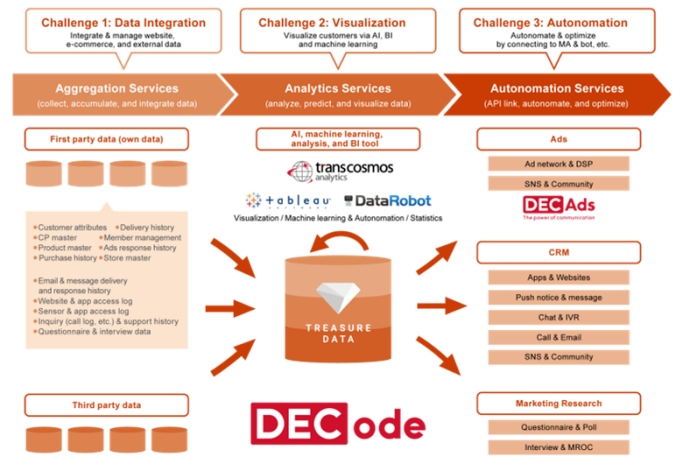 Challenge 1: Data Integration
Integrate & manage website,
e-commerce, and external data
Challenge 2: Visualization
Visualize customers via AI, BI
and machine learning
Challenge 3: Autonomation
Automate & optimize
by connecting to MA & bot, etc.
Aggregation Services
(collect, accumulate, and integrate data)
Analytics Services
(analyze, predict, and visualize data)
Autonomation Services
(API link, autonomate, and optimize)
First party data (own data)
Customer attributes
Delivery history
CP master
Member management
Product master
Ads response history
Purchase history
Store master
Email & message delivery
and response history
Website & app access log
Sensor & app access log
Inquiry (call log, etc.) & support history
Questionnaire & interview data
Third party data
AI, machine learning,
analysis, and BI tool
transcosmos
analytics
+ableau
SOFTWARE
DataRobot
Visualization / Machine learning & Autonomation / Statistics
TREASURE
DATA
DECode
Ads
Ad network & DSP
SNS & Community
DECAds
The power of communication
CRM
Apps & Websites
Push notice & message
Chat & IVR
Call & Email
SNS & Community
Marketing Research
Questionnaire & Poll
Interview & MROC